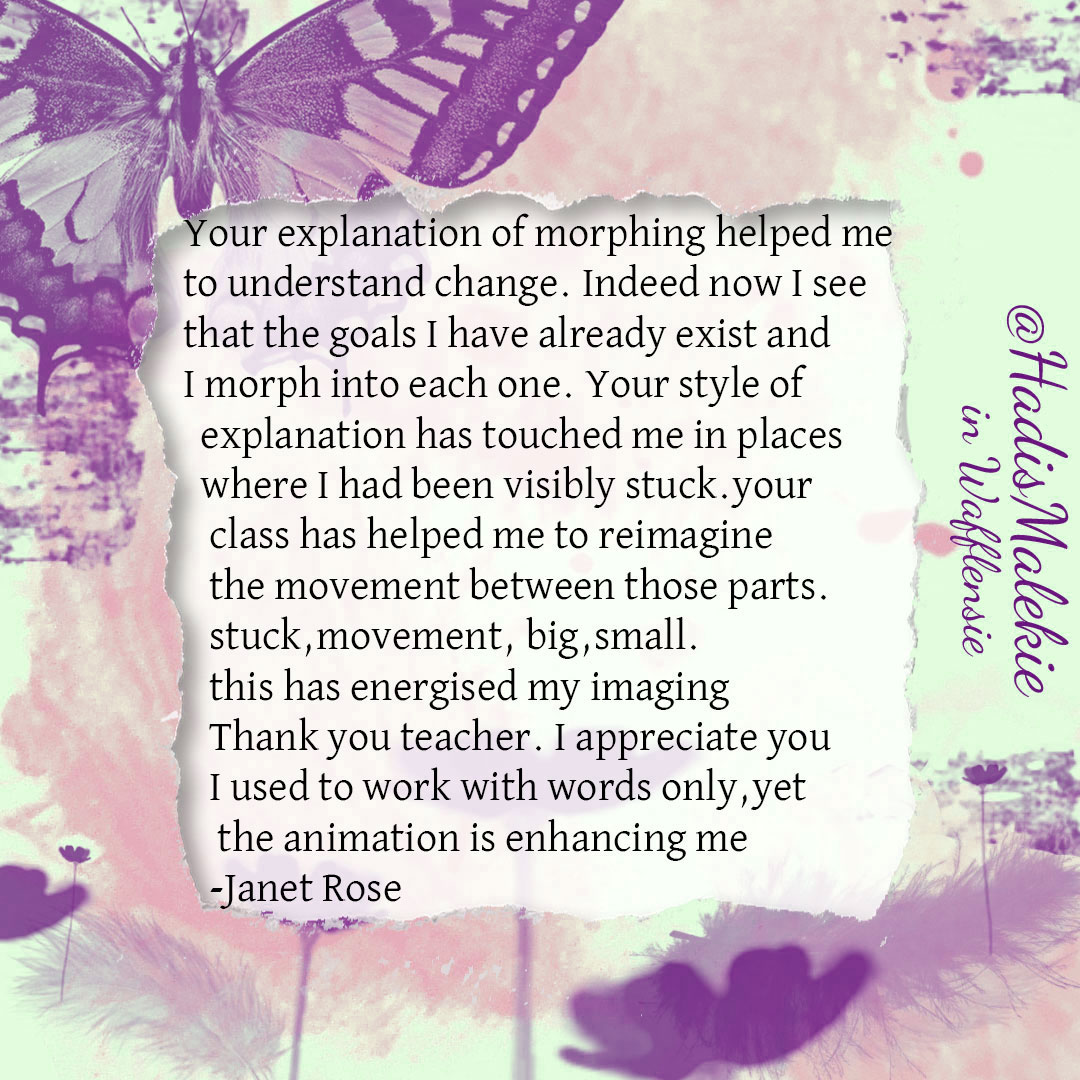 Your explanation of morphing helped me
to understand change. Indeed now I see
that the goals I have already exist and
I morph into each one. Your style of
explanation has touched me in places
where I had been visibly stuck.your
class has helped me to reimagine
the movement between those parts.
stuck,movement, big,small.
this has energised my imaging
Thank you teacher. I appreciate you
I used to work with words only,yet
the animation is enhancing me
-Janet Rose
@HadisMalekie
in Wafflensie